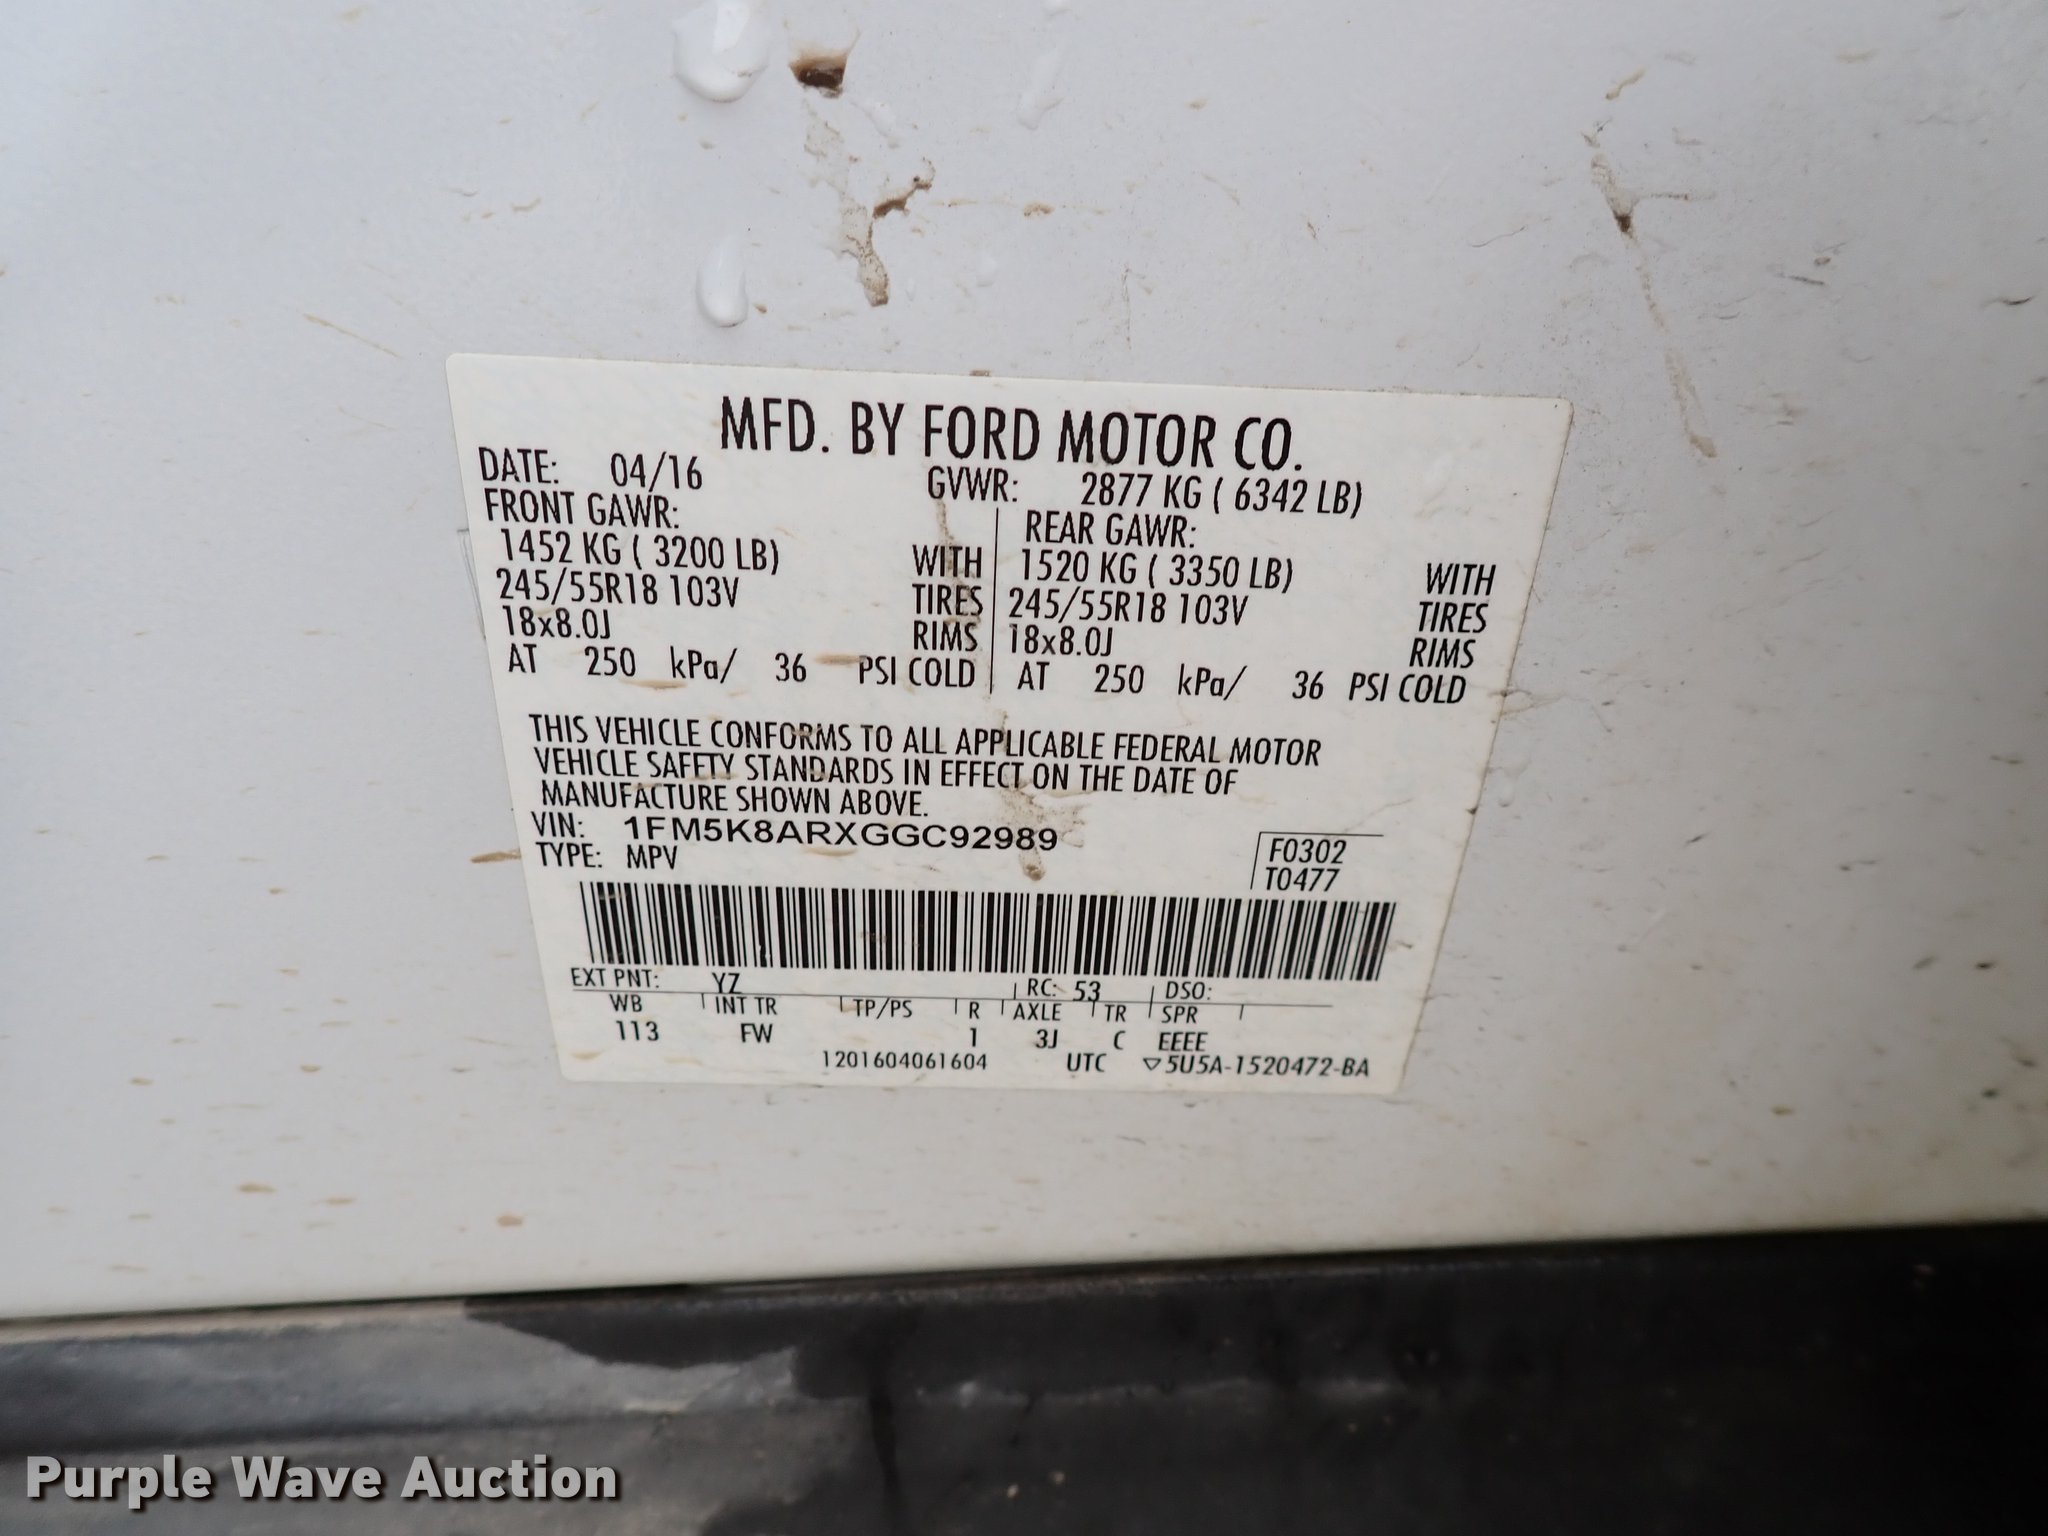 MFD. BY FORD MOTOR CO.
DATE: 04/16 GVWR: 2877 KG ( 6342 LB)
FRONT GAWR: REAR GAWR:
1452 KG ( 3200 LB) WITH 1520 KG ( 3350 LB) WITH
245/55R18 103V TIRES 245/55R18 103V TIRES
18x8.0J RIMS 18x8.0J RIMS
AT 250 kPa/ 36 PSI COLD AT 250 kPa/ 36 PSI COLD
THIS VEHICLE CONFORMS TO ALL APPLICABLE FEDERAL MOTOR
VEHICLE SAFETY STANDARDS IN EFFECT ON THE DATE OF
MANUFACTURE SHOWN ABOVE.
VIN: 1FM5K8ARXGGC92989
TYPE: MPV
F0302
T0477
EXT PNT: YZ RC: 53 DSO:
WB INT TR TP/PS R AXLE TR SPR
113 FW 1 3J C EEEE
1201604061604 UTC ▽5U5A-1520472-BA
Purple Wave Auction